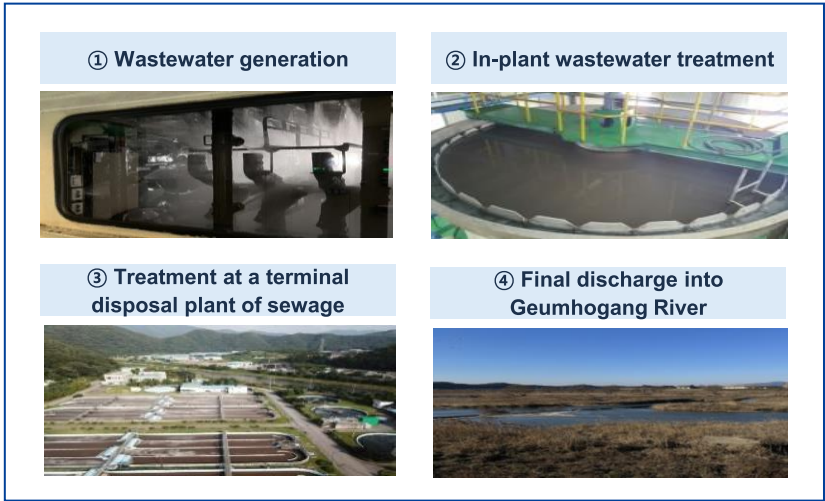 ① Wastewater generation
② In-plant wastewater treatment
③ Treatment at a terminal
disposal plant of sewage
④ Final discharge into
Geumhogang River